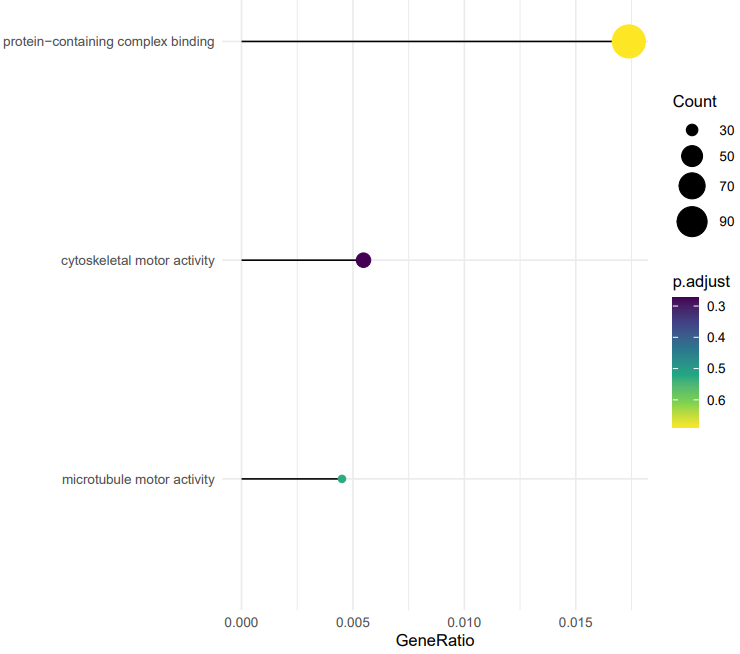 protein−containing complex binding
cytoskeletal motor activity
microtubule motor activity
0.000
0.005
0.010
0.015
GeneRatio
Count
30
50
70
90
p.adjust
0.3
0.4
0.5
0.6